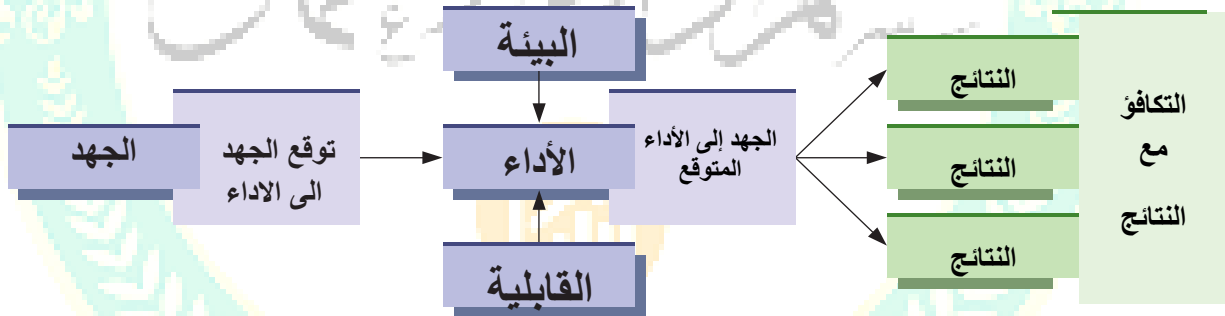 البيئة
الجهد
توقع الجهد
الى الاداء
الأداء
الجهد إلى الأداء
المتوقع
القابلية
النتائج
النتائج
النتائج
التكافؤ
مع
النتائج